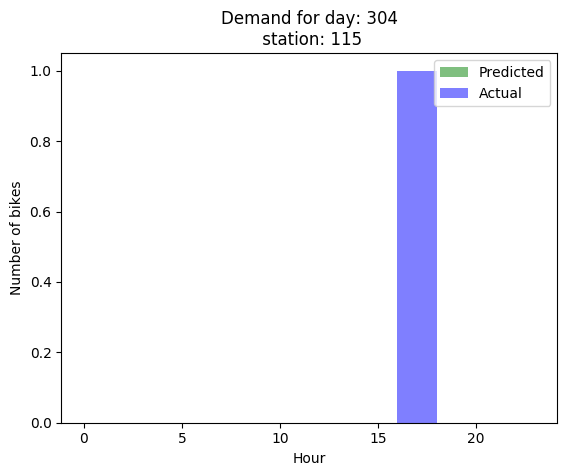 Demand for day: 304
station: 115
Predicted
Actual
Number of bikes
1.0
0.8
0.6
0.4
0.2
0.0
0 5 10 15 20
Hour